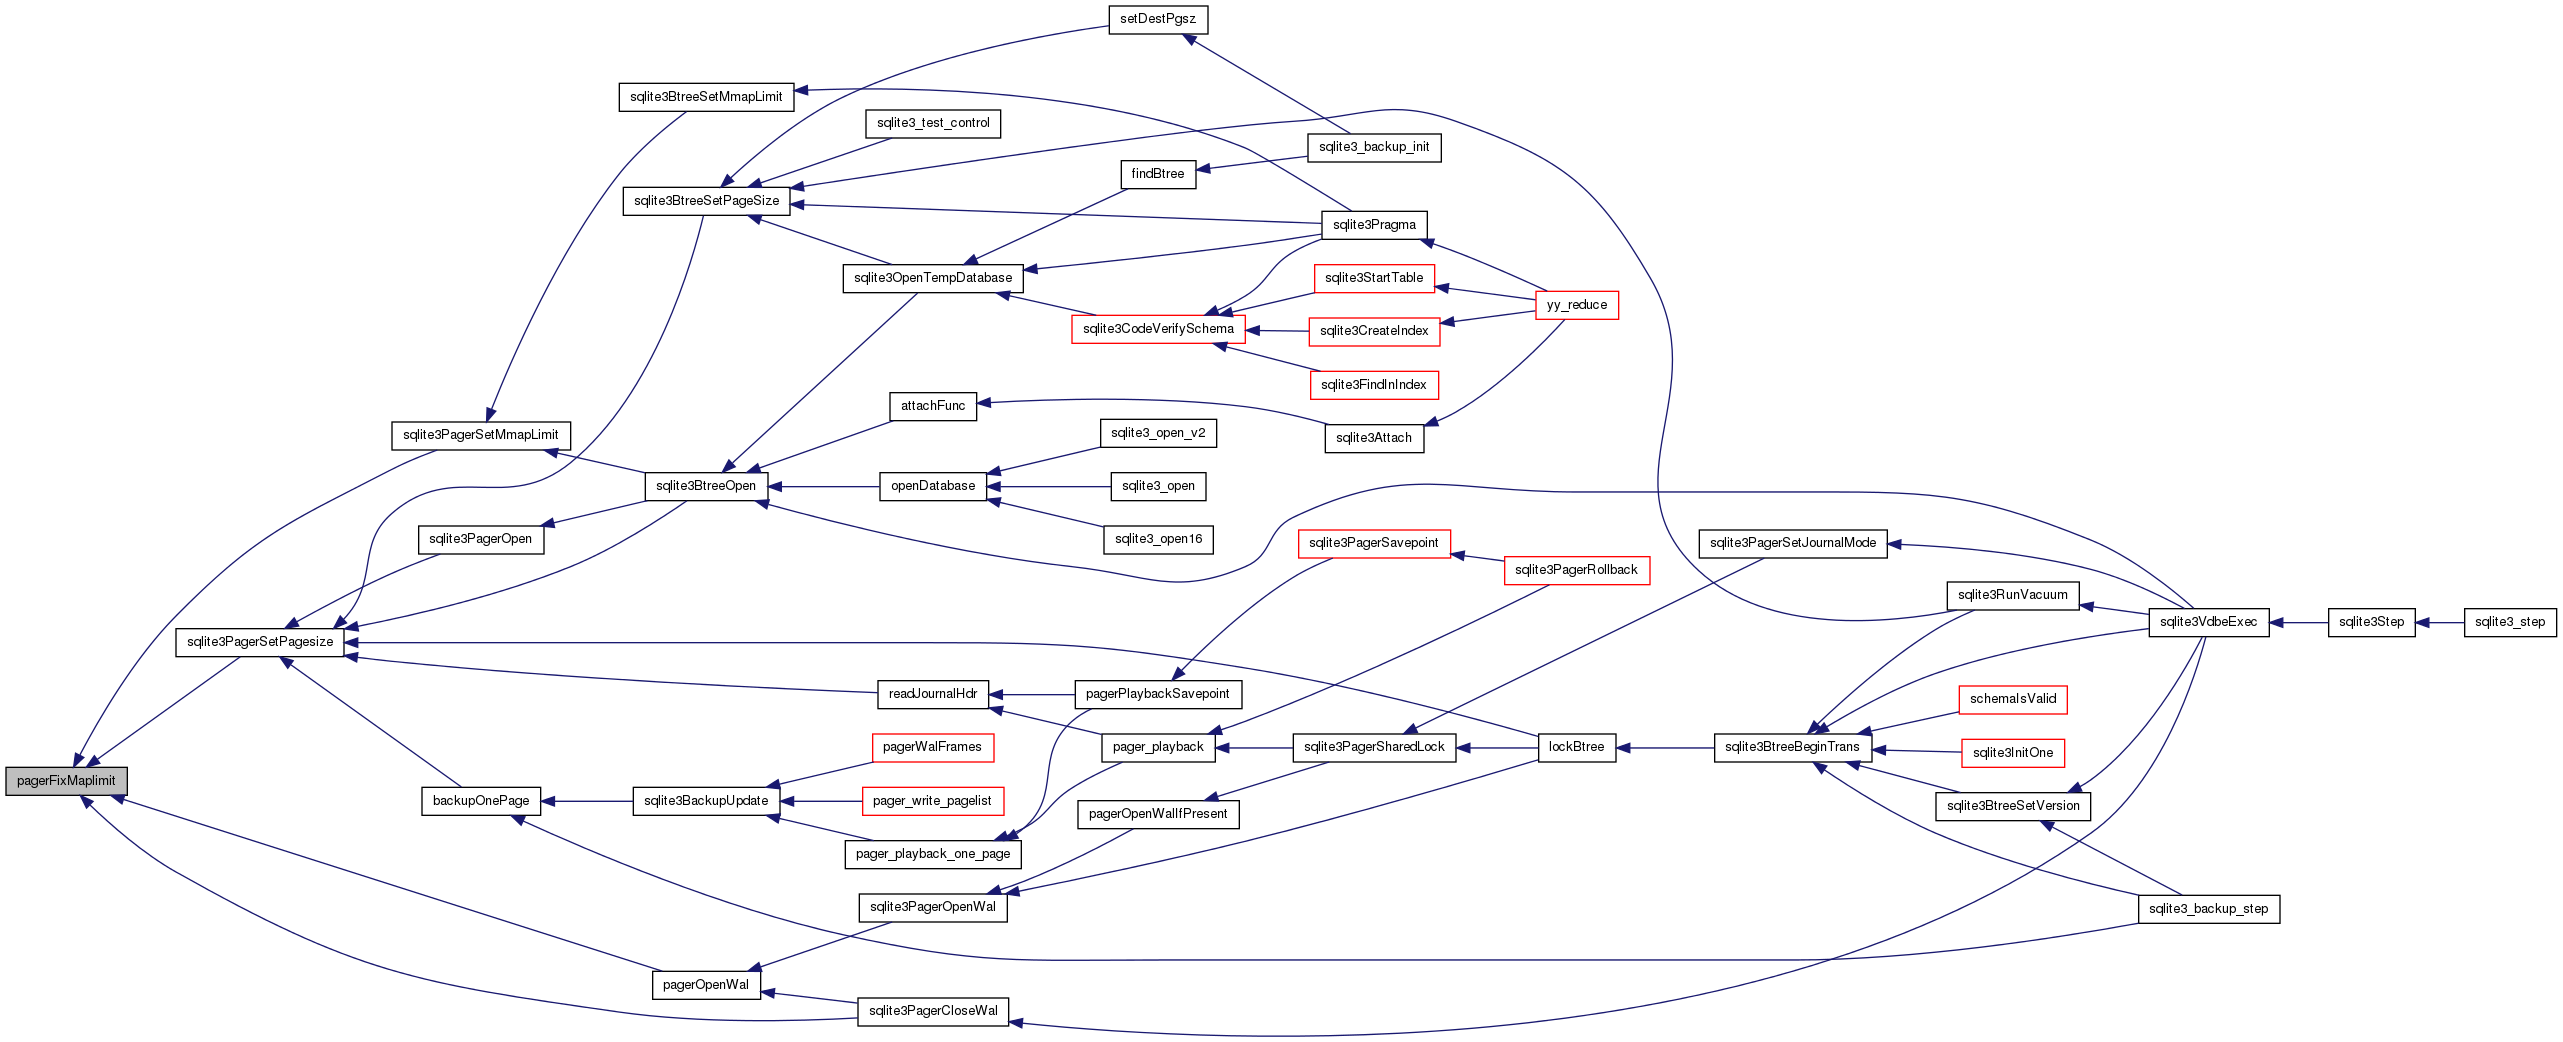 setDestPgsz
sqlite3BtreeSetMmapLimit
sqlite3_test_control
sqlite3_backup_init
findBtree
sqlite3BtreeSetPageSize
sqlite3Pragma
sqlite3OpenTempDatabase
sqlite3StartTable
yy_reduce
sqlite3CodeVerifySchema
sqlite3CreateIndex
sqlite3FindInIndex
attachFunc
sqlite3_open_v2
sqlite3PagerSetMmapLimit
sqlite3Attach
sqlite3BtreeOpen
openDatabase
sqlite3_open
sqlite3PagerOpen
sqlite3_open16
sqlite3PagerSavepoint
sqlite3PagerSetJournalMode
sqlite3PagerRollback
sqlite3RunVacuum
sqlite3VdbeExec
sqlite3Step
sqlite3_step
sqlite3PagerSetPagesize
readJournalHdr
pagerPlaybackSavepoint
schemaIsValid
pagerWalFrames
pager_playback
sqlite3PagerSharedLock
lockBtree
sqlite3BtreeBeginTrans
sqlite3InitOne
pagerFixMaplimit
backupOnePage
sqlite3BackupUpdate
pager_write_pagelist
pagerOpenWalIfPresent
sqlite3BtreeSetVersion
pager_playback_one_page
sqlite3PagerOpenWal
sqlite3_backup_step
pagerOpenWal
sqlite3PagerCloseWal